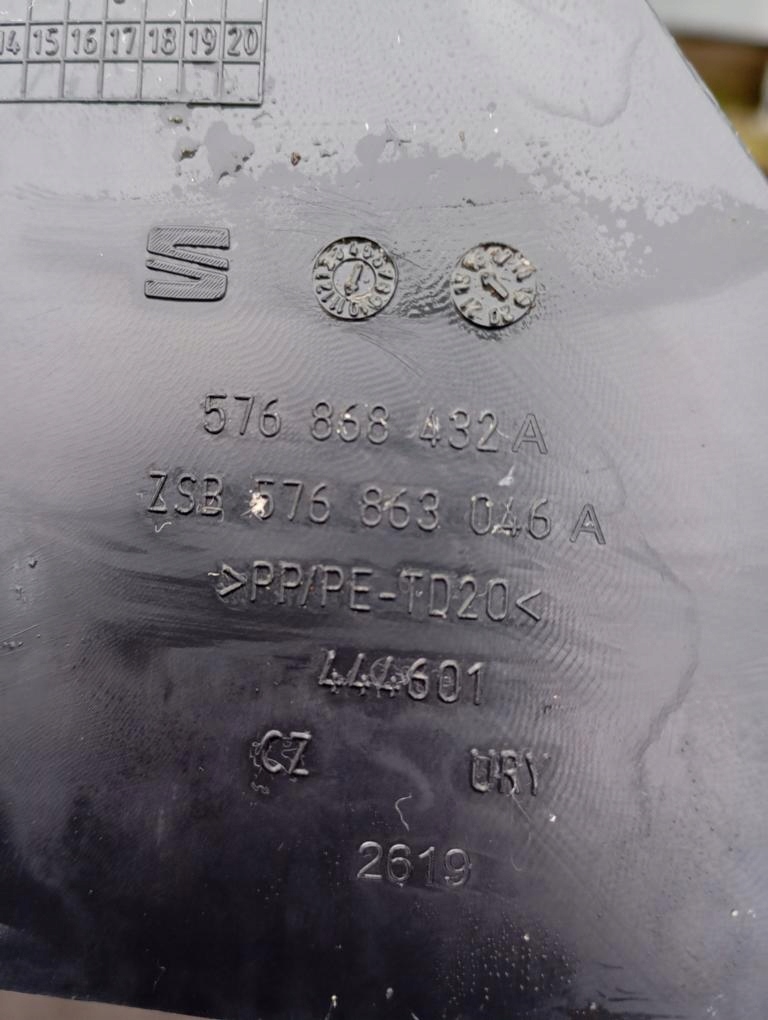 14 15 16 17 18 19 20
576 868 432 A
ZSB 576 863 046 A
>PP/PE-TD20<
444601
CZ URY
2619